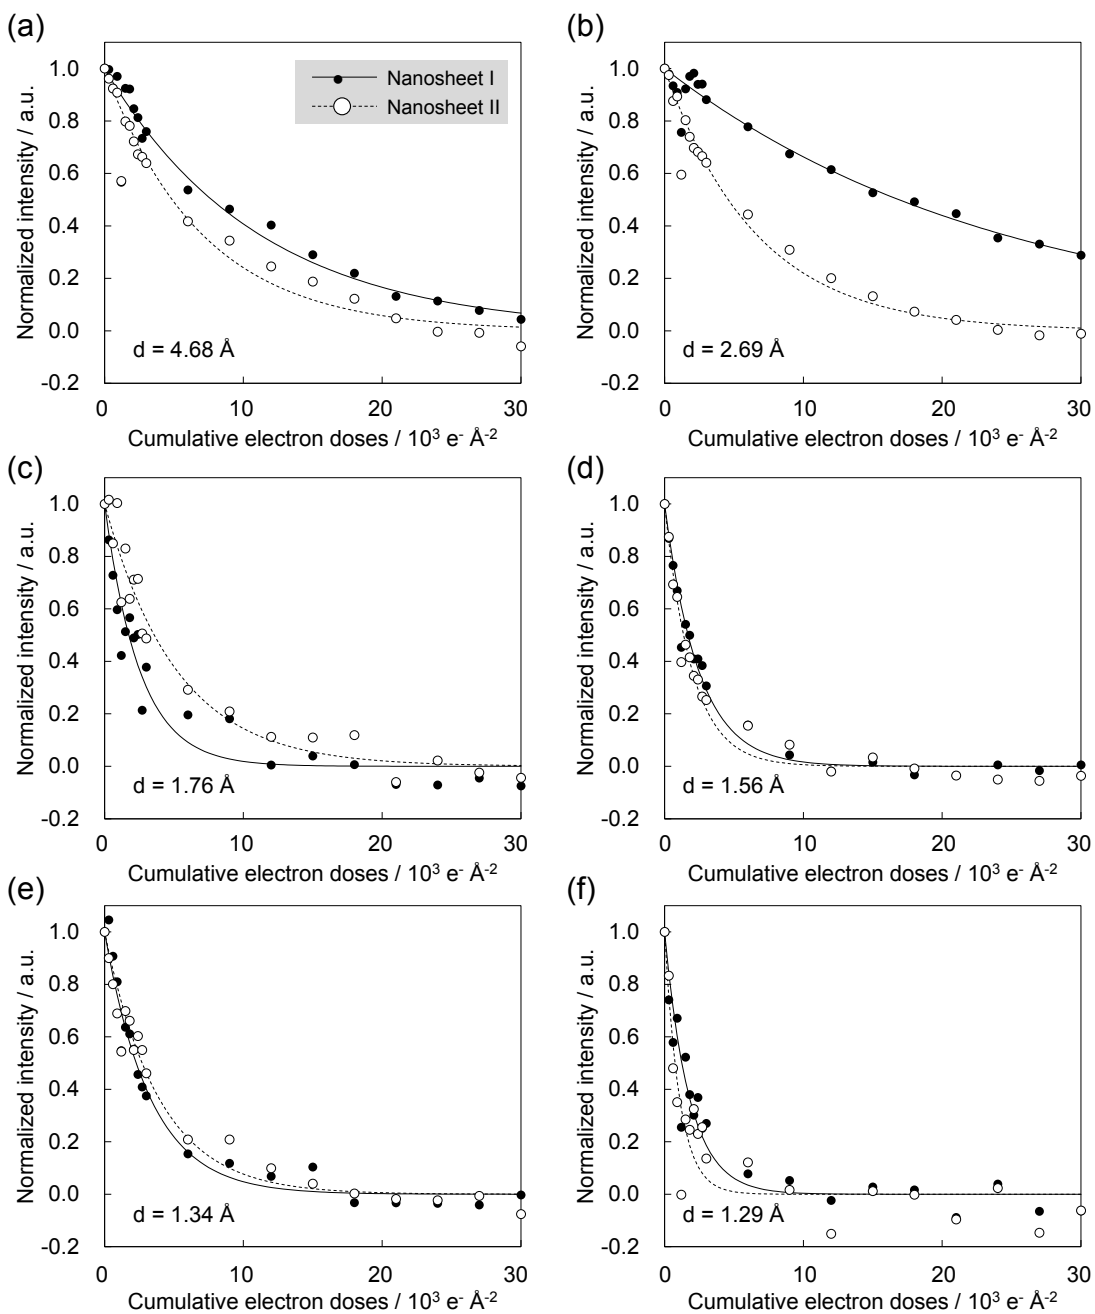 (a)
Normalized intensity / a.u.
1.0
0.8
0.6
0.4
0.2
0.0
-0.2
Nanosheet I
Nanosheet II
d = 4.68 Å
0 10 20 30
Cumulative electron doses / 10³ e⁻ Å⁻²
(b)
Normalized intensity / a.u.
1.0
0.8
0.6
0.4
0.2
0.0
-0.2
d = 2.69 Å
0 10 20 30
Cumulative electron doses / 10³ e⁻ Å⁻²
(c)
Normalized intensity / a.u.
1.0
0.8
0.6
0.4
0.2
0.0
-0.2
d = 1.76 Å
0 10 20 30
Cumulative electron doses / 10³ e⁻ Å⁻²
(d)
Normalized intensity / a.u.
1.0
0.8
0.6
0.4
0.2
0.0
-0.2
d = 1.56 Å
0 10 20 30
Cumulative electron doses / 10³ e⁻ Å⁻²
(e)
Normalized intensity / a.u.
1.0
0.8
0.6
0.4
0.2
0.0
-0.2
d = 1.34 Å
0 10 20 30
Cumulative electron doses / 10³ e⁻ Å⁻²
(f)
Normalized intensity / a.u.
1.0
0.8
0.6
0.4
0.2
0.0
-0.2
d = 1.29 Å
0 10 20 30
Cumulative electron doses / 10³ e⁻ Å⁻²